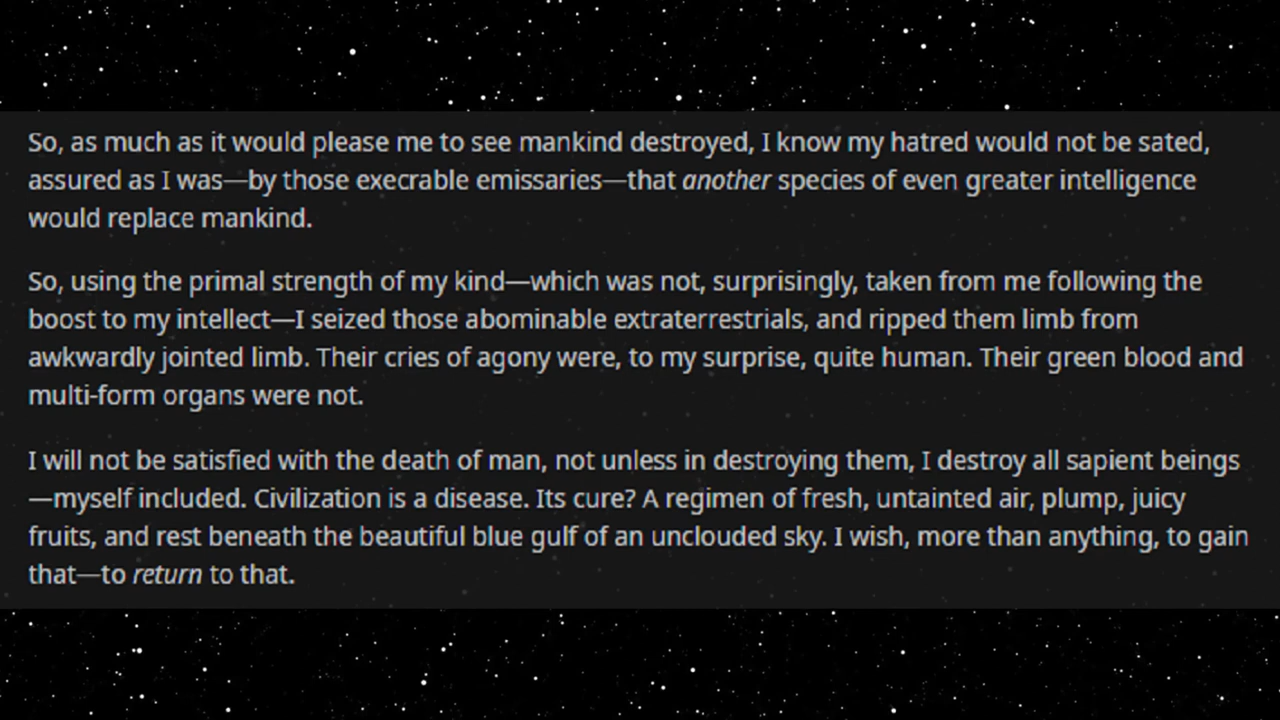 So, as much as it would please me to see mankind destroyed, I know my hatred would not be sated,
assured as I was—by those execrable emissaries—that another species of even greater intelligence
would replace mankind.
So, using the primal strength of my kind—which was not, surprisingly, taken from me following the
boost to my intellect—I seized those abominable extraterrestrials, and ripped them limb from
awkwardly jointed limb. Their cries of agony were, to my surprise, quite human. Their green blood and
multi-form organs were not.
I will not be satisfied with the death of man, not unless in destroying them, I destroy all sapient beings
—myself included. Civilization is a disease. Its cure? A regimen of fresh, untainted air, plump, juicy
fruits, and rest beneath the beautiful blue gulf of an unclouded sky. I wish, more than anything, to gain
that—to return to that.